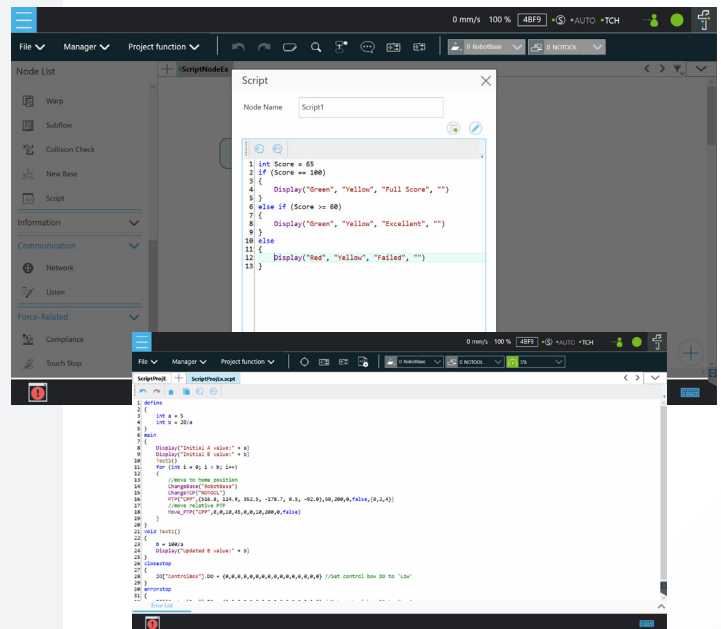 0 mm/s 100 % 48F9 •Ⓢ •AUTO •TCH
File Manager Project function 0 RobotBase 0 NOTOOL
Node List
*ScriptNodeEx
Warp
Subflow
Collision Check
New Base
Script
Information
Communication
Network
Listen
Force-Related
Compliance
Touch Stop
Script
Node Name Script1
1 int Score = 65
2 if (Score == 100)
3 {
4 Display("Green", "Yellow", "Full Score", "")
5 }
6 else if (Score >= 60)
7 {
8 Display("Green", "Yellow", "Excellent", "")
9 }
10 else
11 {
12 Display("Red", "Yellow", "Failed", "")
13 }
0 mm/s 100 % 48F9 •Ⓢ •AUTO •TCH
File Manager Project function 0 RobotBase 0 NOTOOL 5%
ScriptProjE ScriptProjEx.scpt
1 define
2 {
3 int a = 5
4 int b = 20/a
5 }
6 main
7 {
8 Display("Initial A value:" + a)
9 Display("Initial B value:" + b)
10 Test1()
11 for (int i = 0; i < b; i++)
12 {
13 //move to home position
14 ChangeBase("RobotBase")
15 ChangeTCP("NOTOOL")
16 PTP("CPP",{516.8, 124.9, 352.5, -178.7, 0.5, -92.0},50,200,0,false,{0,2,4})
17 //move relative PTP
18 Move_PTP("CPP",0,0,10,45,0,0,10,200,0,false)
19 }
20 }
21 void Test1()
22 {
23 b = 100/a
24 Display("Updated B value:" + b)
25 }
26 closestop
27 {
28 IO["ControlBox"].DO = {0,0,0,0,0,0,0,0,0,0,0,0,0,0,0,0} //Set control box DO to 'Low'
29 }
30 errorstop
31 {
Error List